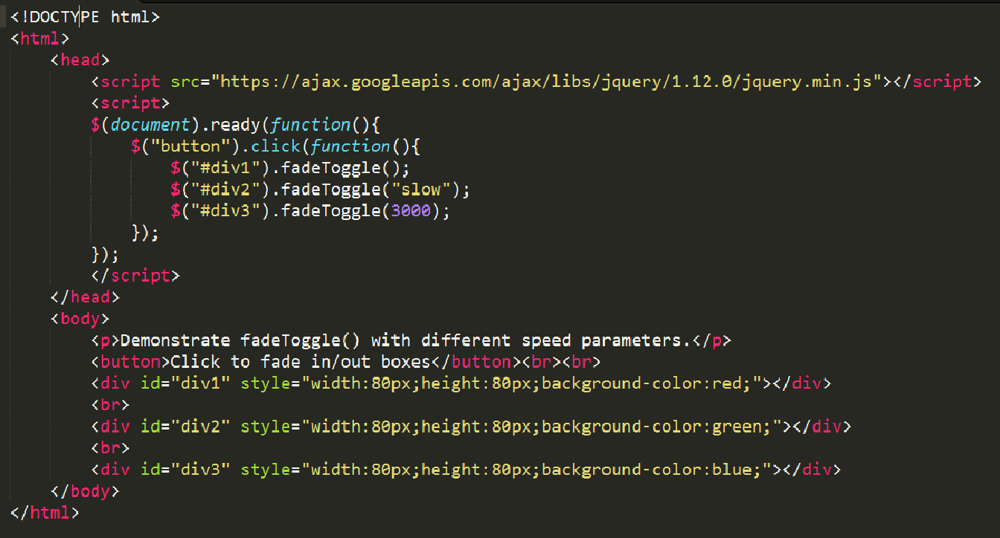 <!DOCTYPE html>
<html>
    <head>
        <script src="https://ajax.googleapis.com/ajax/libs/jquery/1.12.0/jquery.min.js"></script>
        <script>
        $(document).ready(function(){
            $("button").click(function(){
                $("#div1").fadeToggle();
                $("#div2").fadeToggle("slow");
                $("#div3").fadeToggle(3000);
            });
        });
        </script>
    </head>
    <body>
        <p>Demonstrate fadeToggle() with different speed parameters.</p>
        <button>Click to fade in/out boxes</button><br><br>
        <div id="div1" style="width:80px;height:80px;background-color:red;"></div>
        <br>
        <div id="div2" style="width:80px;height:80px;background-color:green;"></div>
        <br>
        <div id="div3" style="width:80px;height:80px;background-color:blue;"></div>
    </body>
</html>